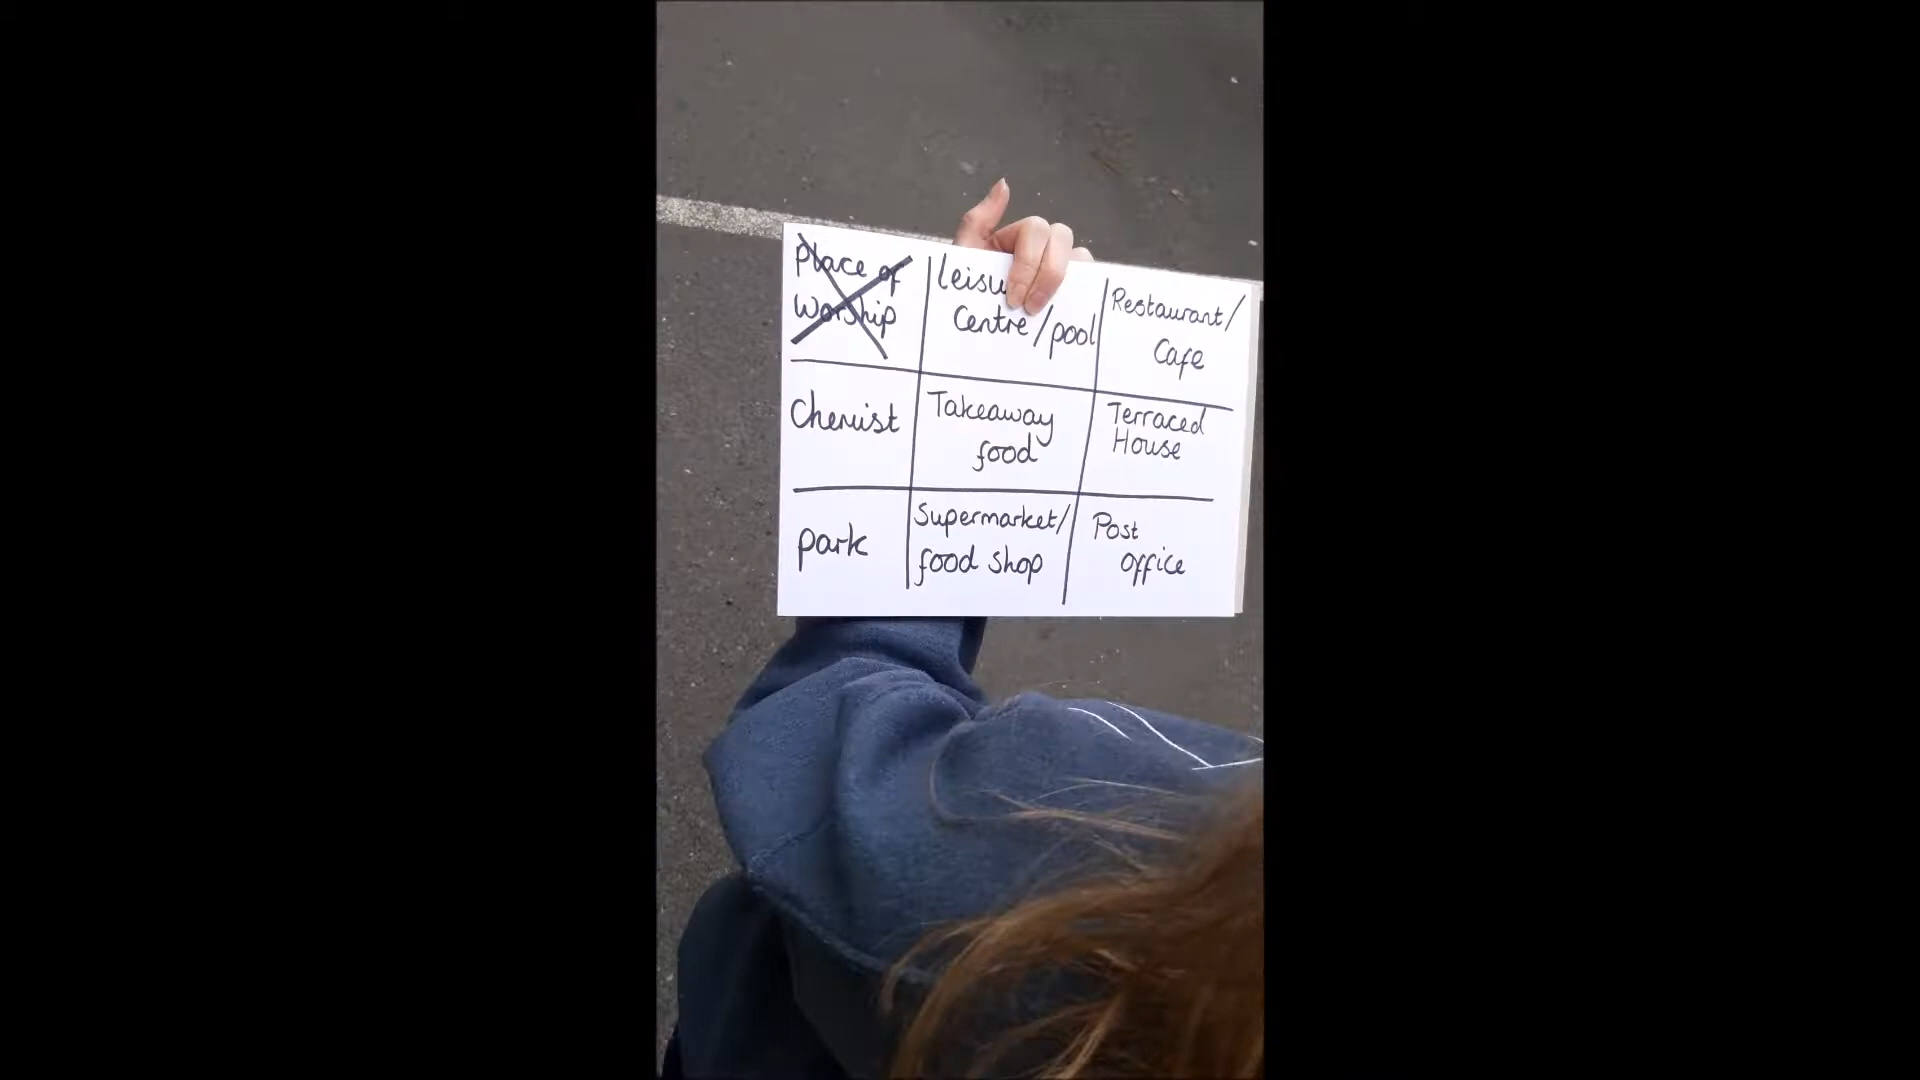 Place of
Worship
Centre/pool
Restaurant/
Cafe
Chemist
Takeaway
food
Terraced
House
park
Supermarket/
food shop
Post
office